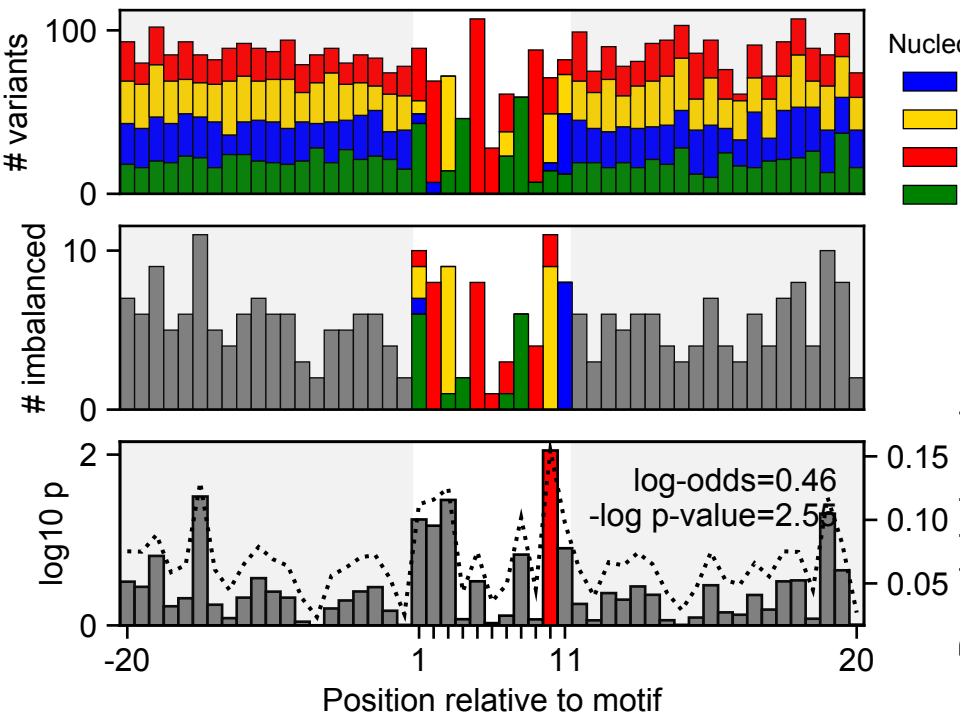 100
0
# variants
Nucleo
10
0
# imbalanced
2
0
log10 p
log-odds=0.46
-log p-value=2.55
0.15
0.10
0.05
-20
1
11
20
Position relative to motif